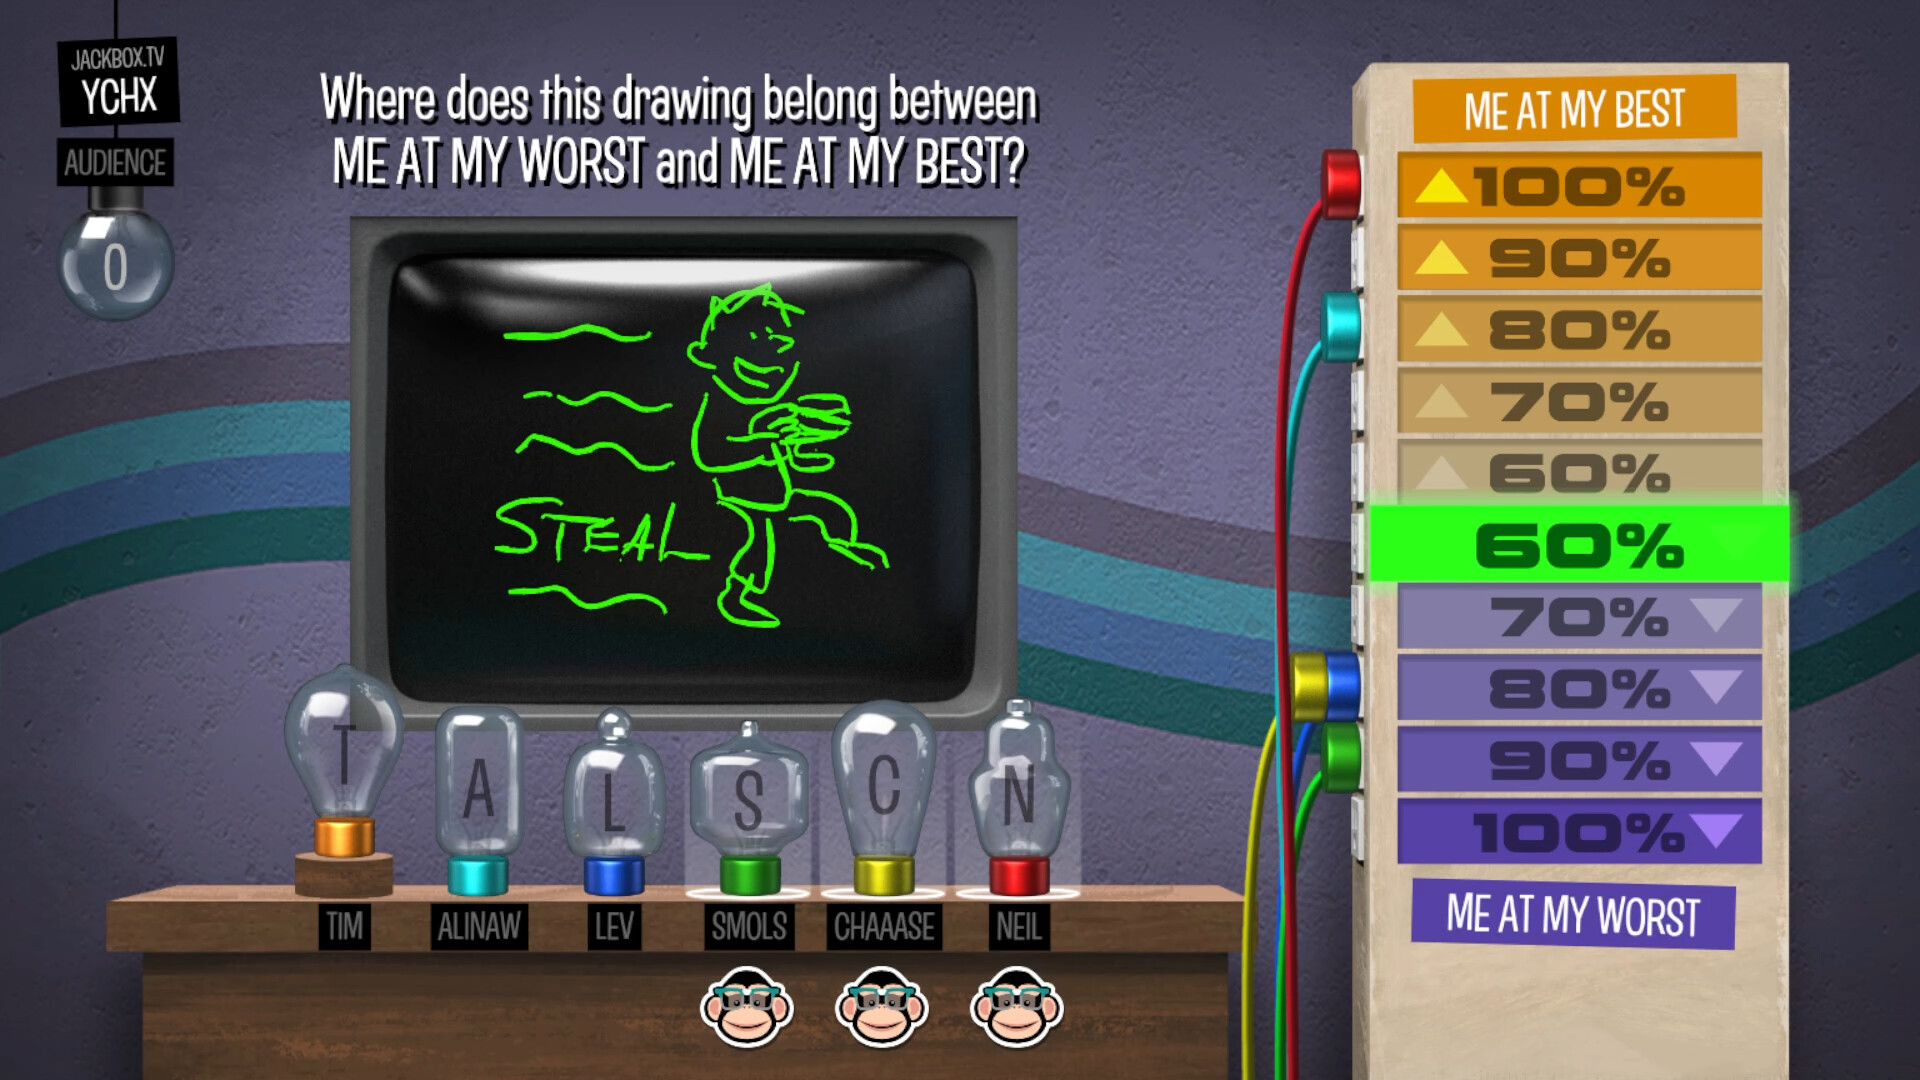 JACKBOX.TV
YCHX
AUDIENCE
0
Where does this drawing belong between
ME AT MY WORST and ME AT MY BEST?
STEAL
T
A
L
S
C
N
TIM
ALINAW
LEV
SMOLS
CHAAASE
NEIL
ME AT MY BEST
100%
90%
80%
70%
60%
60%
70%
80%
90%
100%
ME AT MY WORST